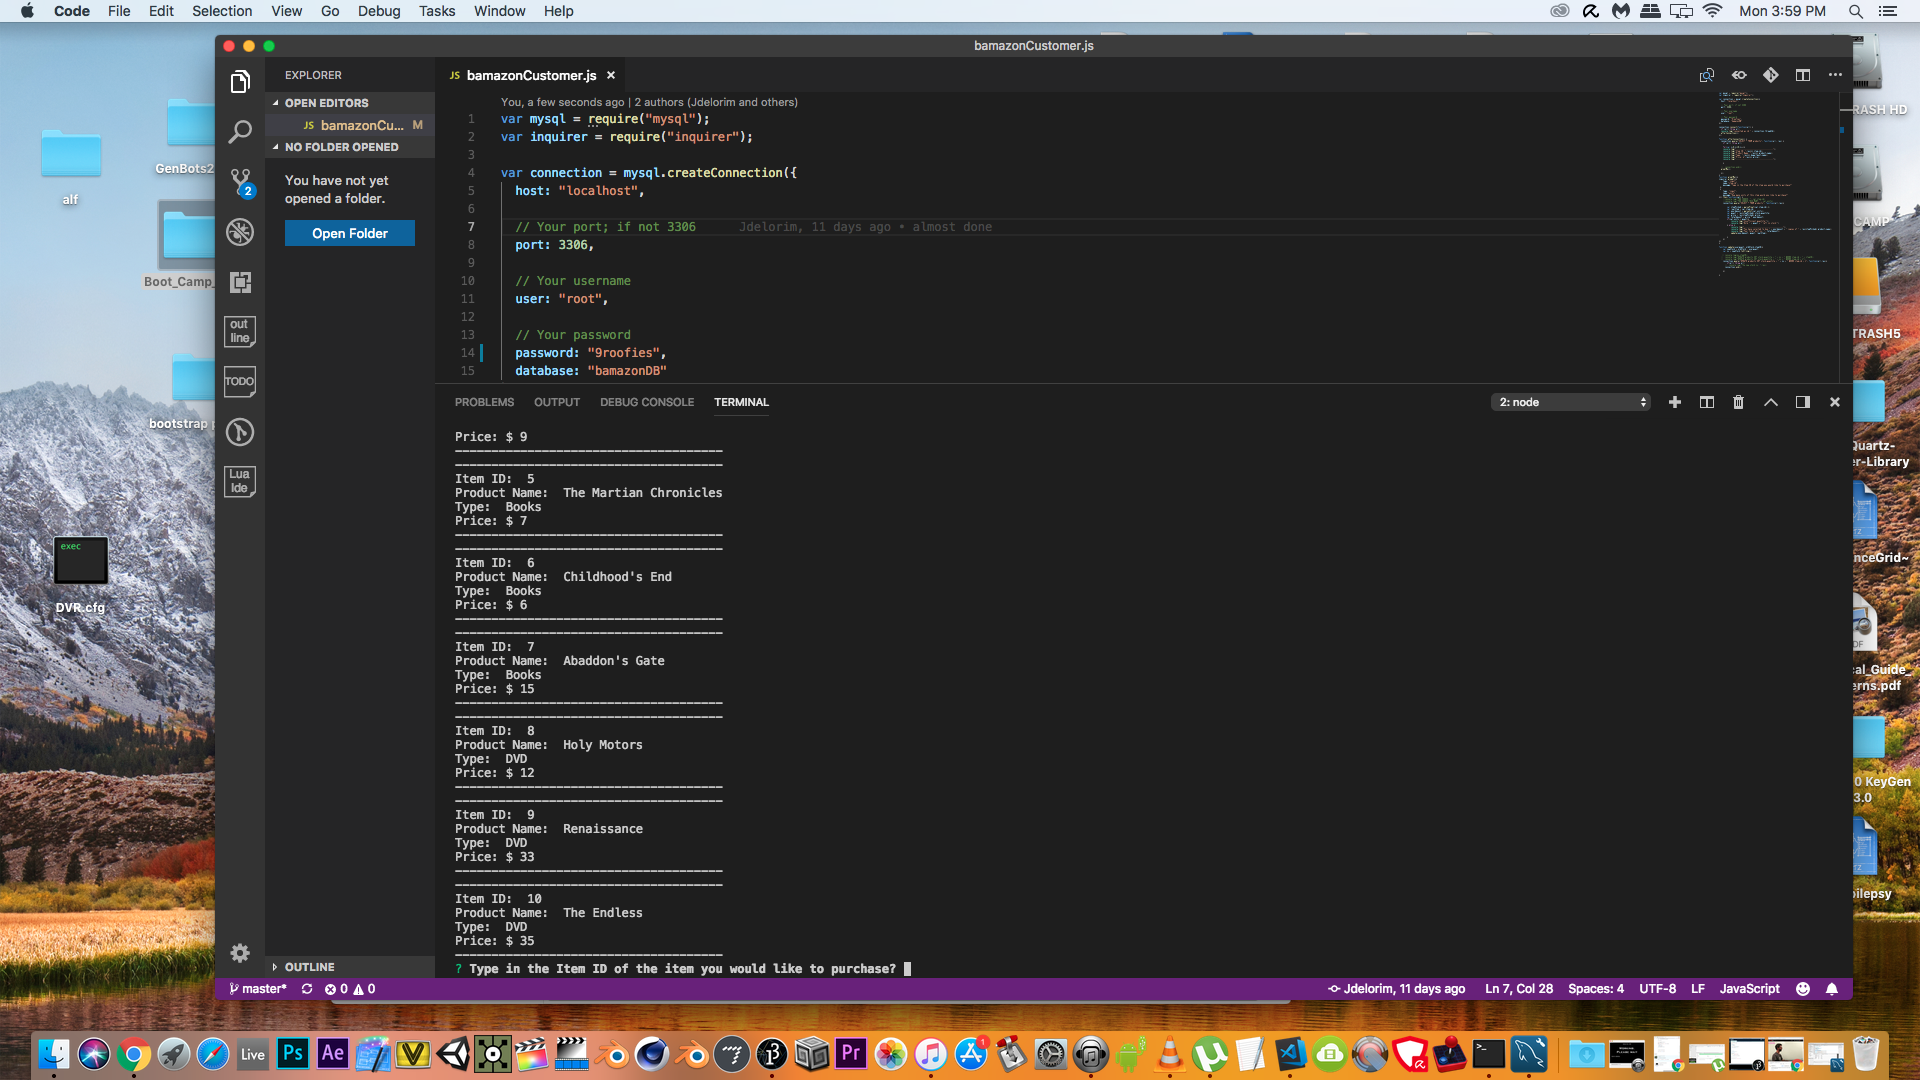 Code File Edit Selection View Go Debug Tasks Window Help
Mon 3:59 PM
bamazonCustomer.js
EXPLORER
OPEN EDITORS
JS bamazonCu... M
NO FOLDER OPENED
You have not yet
opened a folder.
Open Folder
OUTLINE
2
out
line
TODO
Lua
Ide
JS bamazonCustomer.js
You, a few seconds ago | 2 authors (Jdelorim and others)
1 var mysql = require("mysql");
2 var inquirer = require("inquirer");
3
4 var connection = mysql.createConnection({
5 host: "localhost",
6
7 // Your port; if not 3306 Jdelorim, 11 days ago • almost done
8 port: 3306,
9
10 // Your username
11 user: "root",
12
13 // Your password
14 password: "9roofies",
15 database: "bamazonDB"
PROBLEMS OUTPUT DEBUG CONSOLE TERMINAL
2: node
Price: $ 9
-------------------------------------
-------------------------------------
Item ID: 5
Product Name: The Martian Chronicles
Type: Books
Price: $ 7
-------------------------------------
-------------------------------------
Item ID: 6
Product Name: Childhood's End
Type: Books
Price: $ 6
-------------------------------------
-------------------------------------
Item ID: 7
Product Name: Abaddon's Gate
Type: Books
Price: $ 15
-------------------------------------
-------------------------------------
Item ID: 8
Product Name: Holy Motors
Type: DVD
Price: $ 12
-------------------------------------
-------------------------------------
Item ID: 9
Product Name: Renaissance
Type: DVD
Price: $ 33
-------------------------------------
-------------------------------------
Item ID: 10
Product Name: The Endless
Type: DVD
Price: $ 35
-------------------------------------
? Type in the Item ID of the item you would like to purchase?
master* 0 0
Jdelorim, 11 days ago Ln 7, Col 28 Spaces: 4 UTF-8 LF JavaScript
alf
GenBots2
Boot_Camp_
bootstrap p
exec
DVR.cfg
RASH HD
CAMP
TRASH5
Quartz-
er-Library
nceGrid~
DF
cal_Guide_
erns.pdf
0 KeyGen
3.0
pilepsy
Live
Ps
Ae
Pr
1